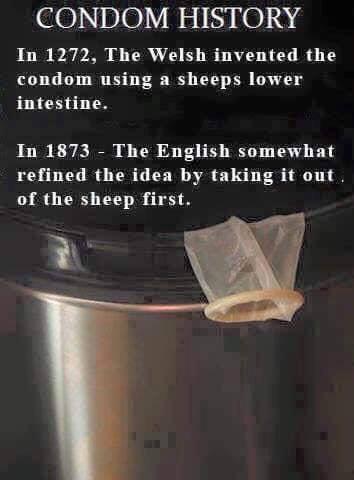 CONDOM HISTORY
In 1272, The Welsh invented the
condom using a sheeps lower
intestine.
In 1873 - The English somewhat
refined the idea by taking it out
of the sheep first.